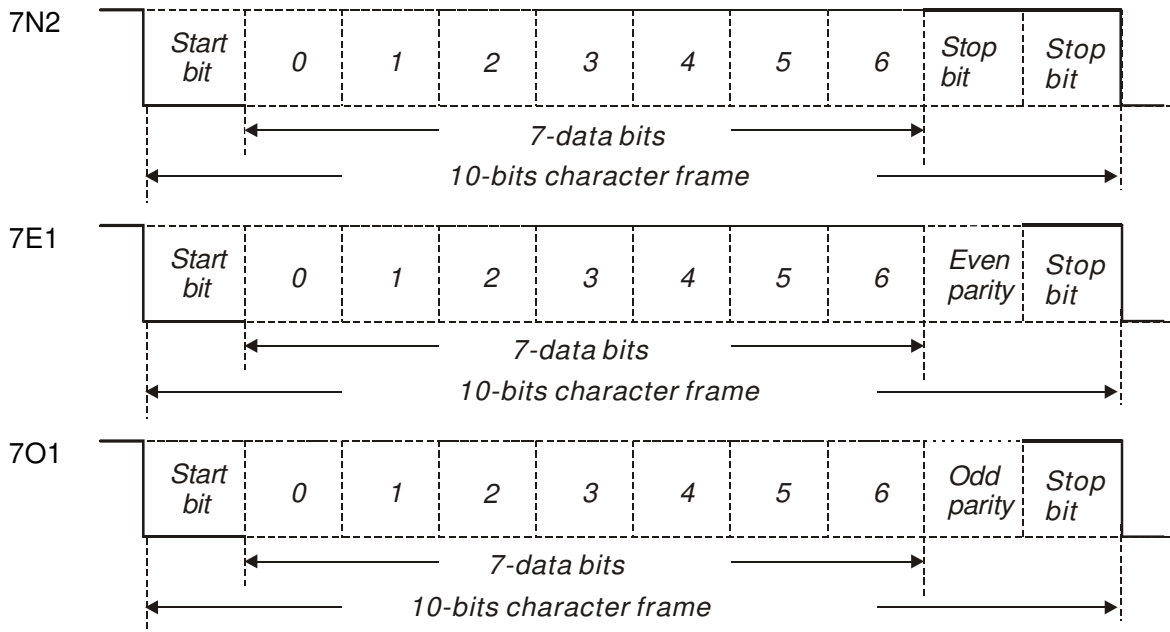 7N2
Start bit 0 1 2 3 4 5 6 Stop bit Stop bit
7-data bits
10-bits character frame
7E1
Start bit 0 1 2 3 4 5 6 Even parity Stop bit
7-data bits
10-bits character frame
7O1
Start bit 0 1 2 3 4 5 6 Odd parity Stop bit
7-data bits
10-bits character frame